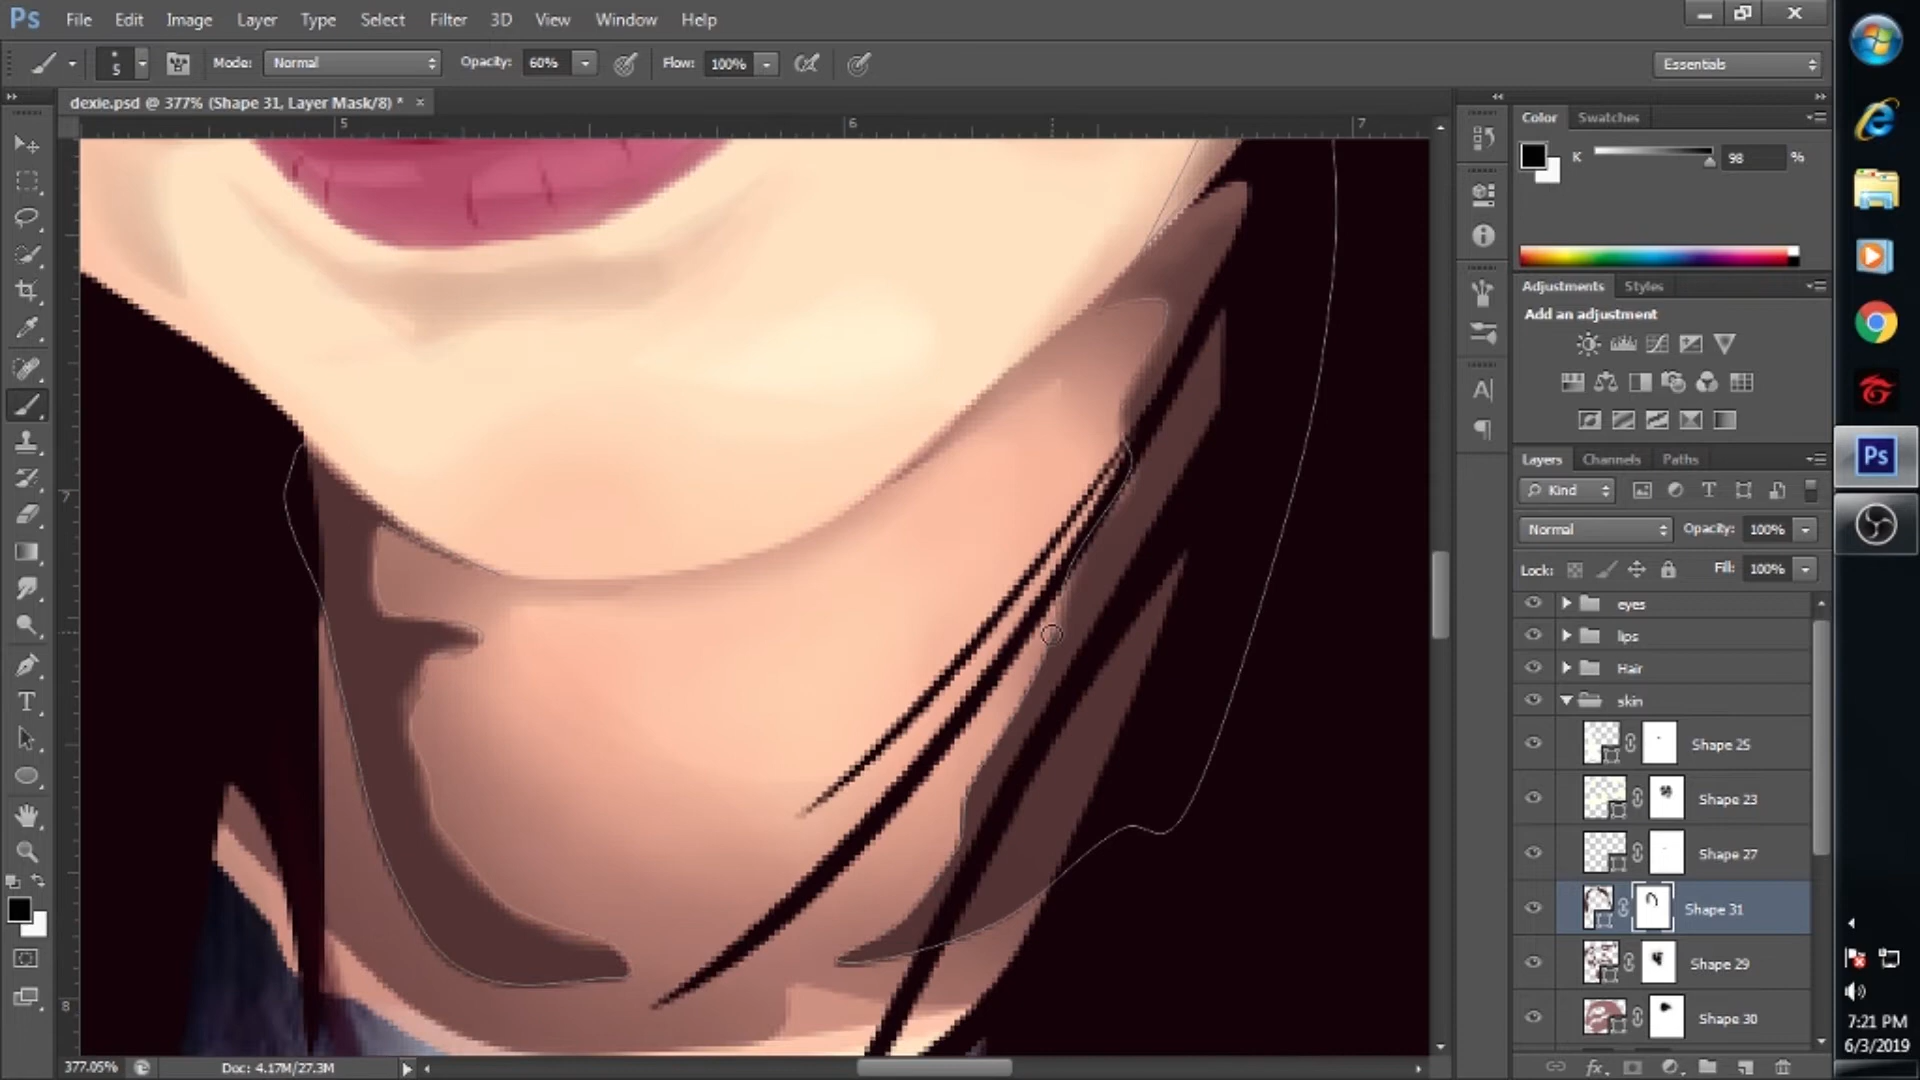 Ps File Edit Image Layer Type Select Filter 3D View Window Help
5 Mode: Normal Opacity: 60% Flow: 100% Essentials
dexie.psd @ 377% (Shape 31, Layer Mask/8) * ×
5 6 7
7
8
Color Swatches
K 98 %
Adjustments Styles
Add an adjustment
Layers Channels Paths
Kind
Normal Opacity: 100%
Lock: Fill: 100%
eyes
lips
Hair
skin
Shape 25
Shape 23
Shape 27
Shape 31
Shape 29
Shape 30
377.05% Doc: 4.17M/27.3M
Ps
7:21 PM
6/3/2019